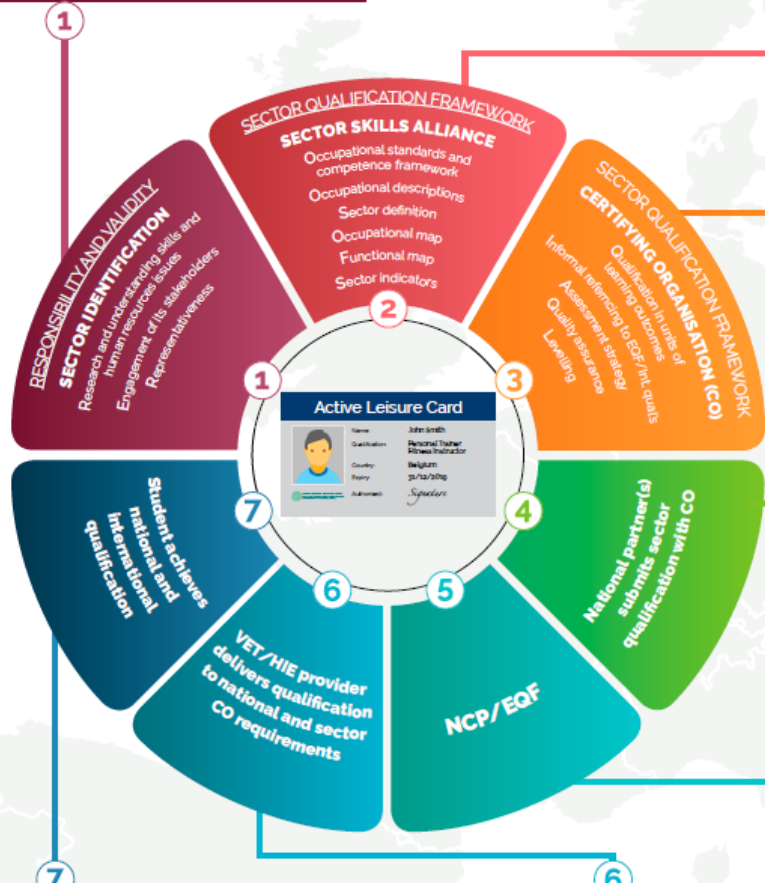 1
RESPONSIBILITY AND VALIDITY
SECTOR IDENTIFICATION
Research and understanding skills and
human resources issues
Engagement of its stakeholders
Representativeness
SECTOR QUALIFICATION FRAMEWORK
SECTOR SKILLS ALLIANCE
Occupational standards and
competence framework
Occupational descriptions
Sector definition
Occupational map
Functional map
Sector indicators
SECTOR QUALIFICATION FRAMEWORK
CERTIFYING ORGANISATION (CO)
Qualification in units of
learning outcomes
Informal referncing to EQF/Int. quals
Assessment strategy
Quality assurance
Levelling
National partner(s)
submits sector
qualification with CO
NCP/EQF
VET/HIE provider
delivers qualification
to national and sector
CO requirements
Student achieves
national and
international
qualification
1
2
3
4
5
6
7
Active Leisure Card
Name: John Smith
Qualification: Personal Trainer
Fitness Instructor
Country: Belgium
Expiry: 31/12/2019
Authorised: Signature
7
6